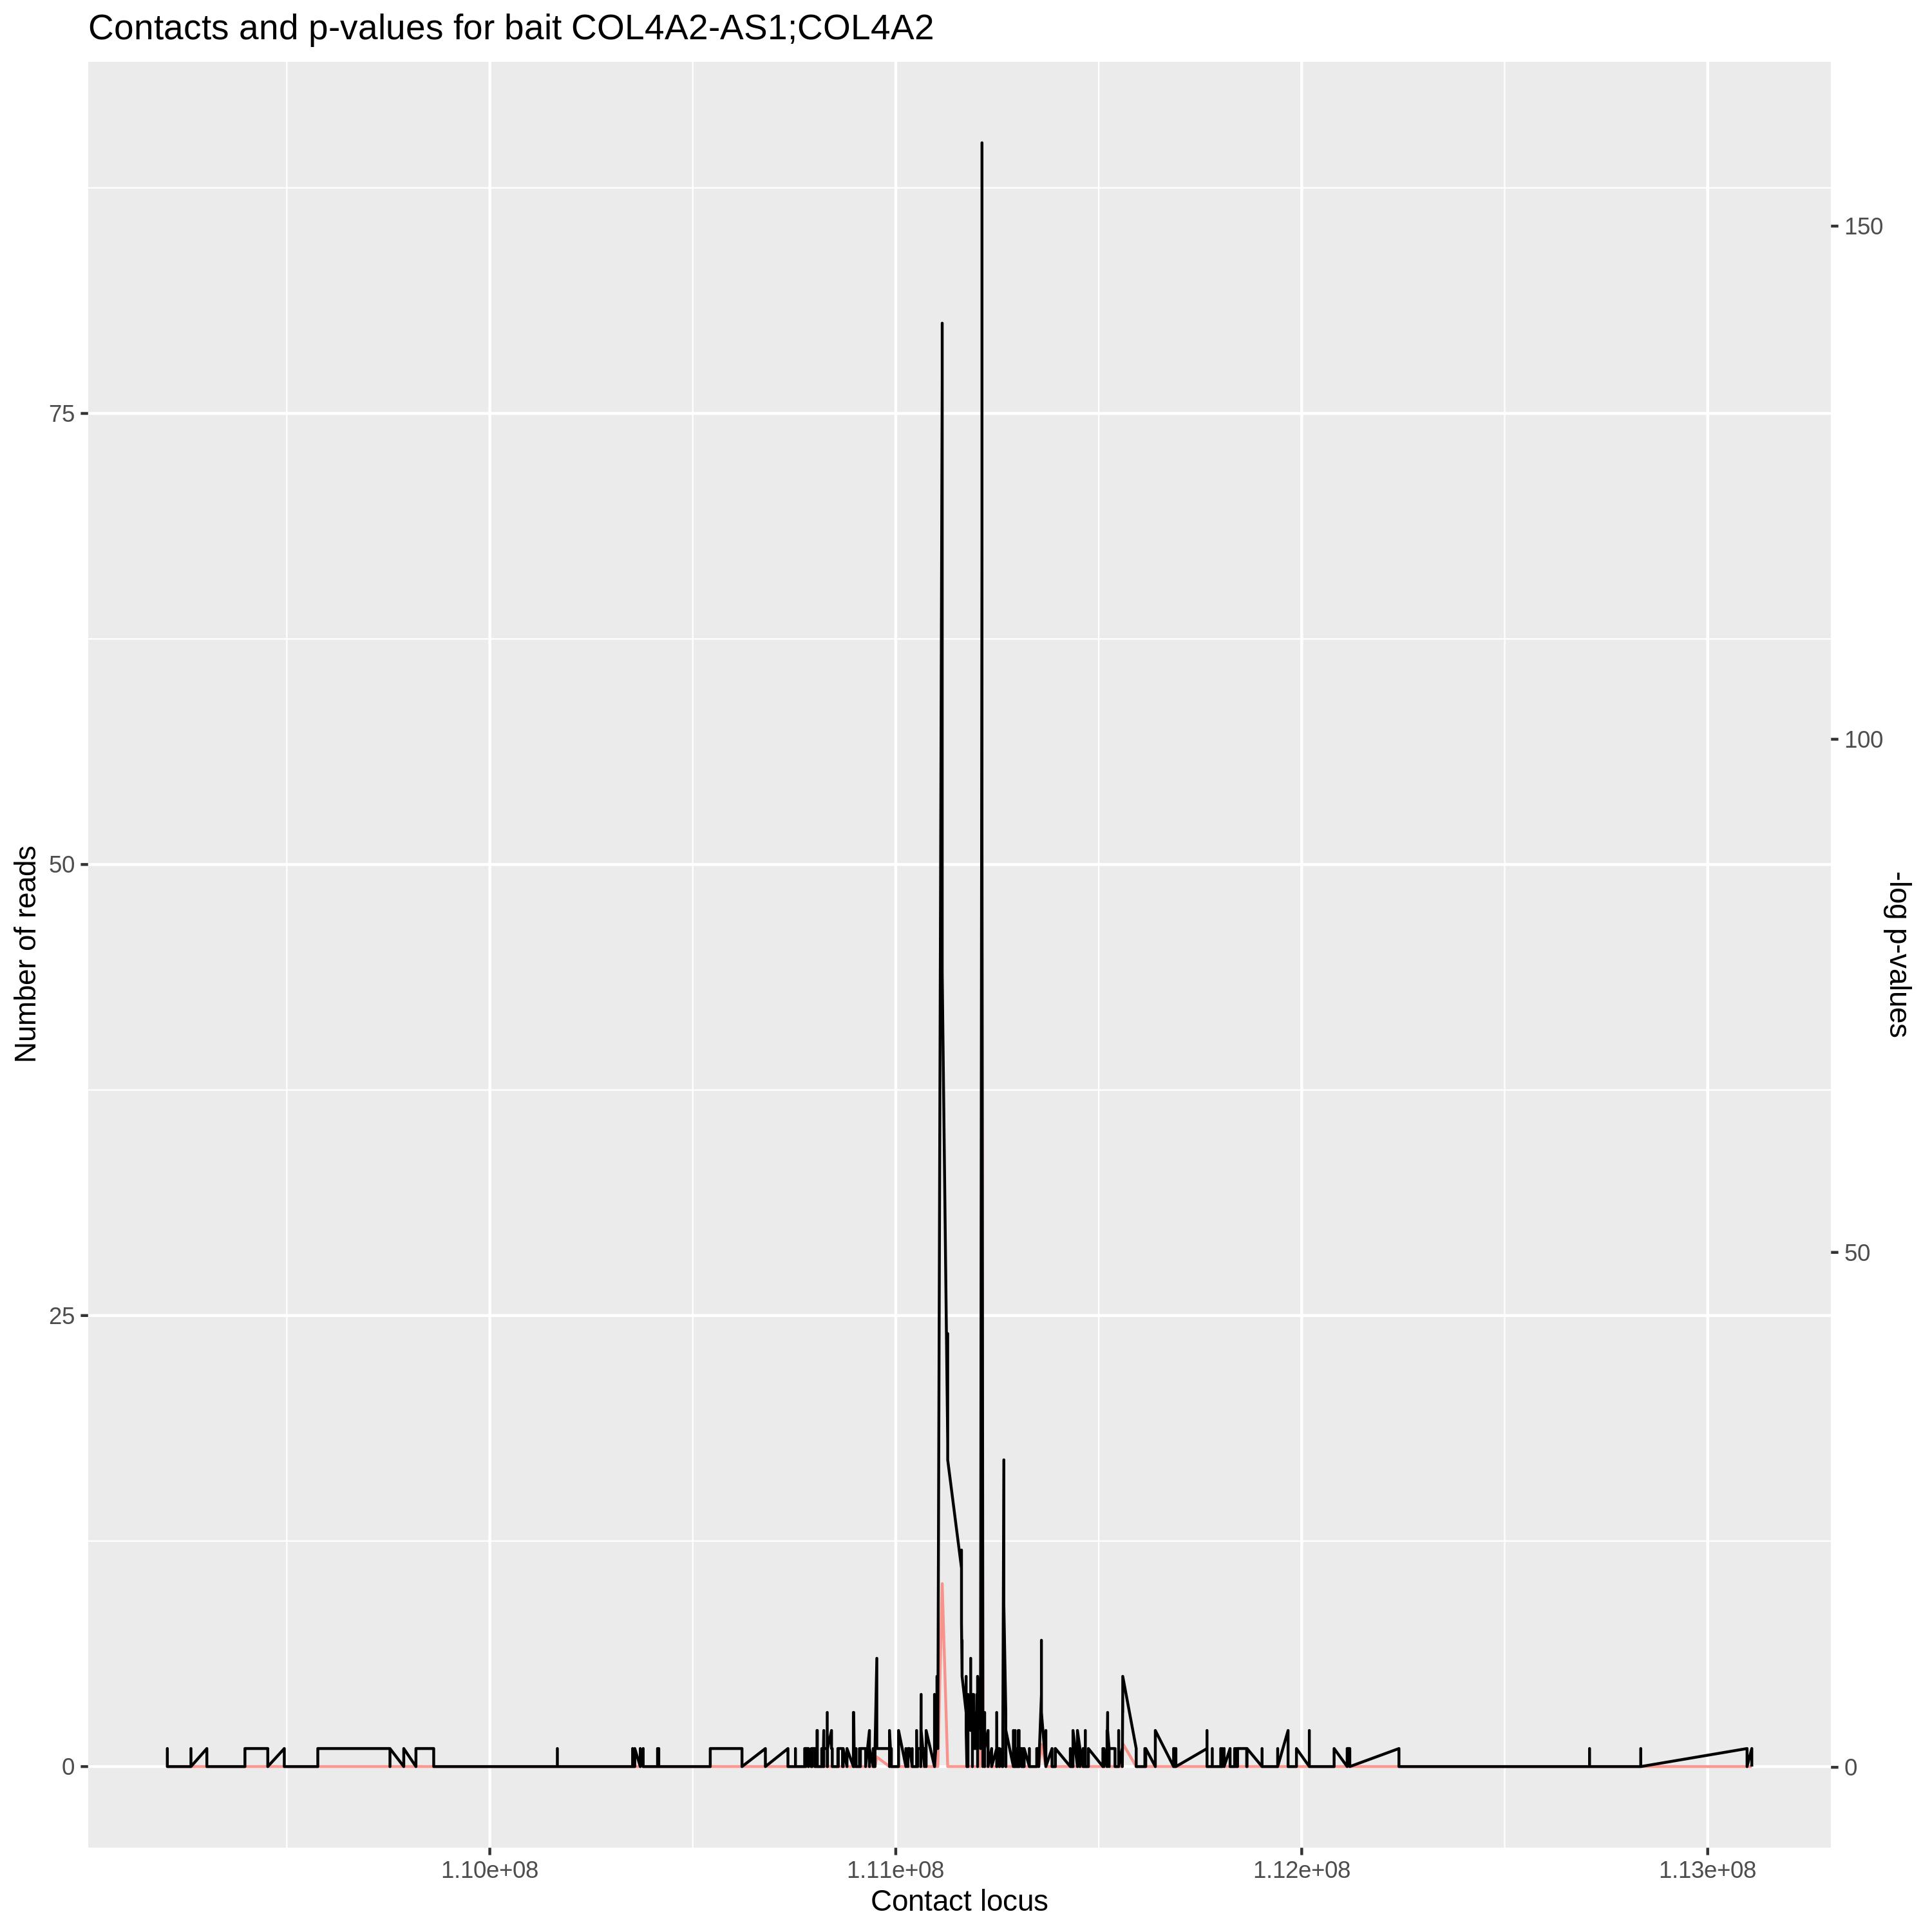 Contacts and p-values for bait COL4A2-AS1;COL4A2
Number of reads
75
50
25
0
150
100
50
0
-log p-values
1.10e+08
1.11e+08
1.12e+08
1.13e+08
Contact locus